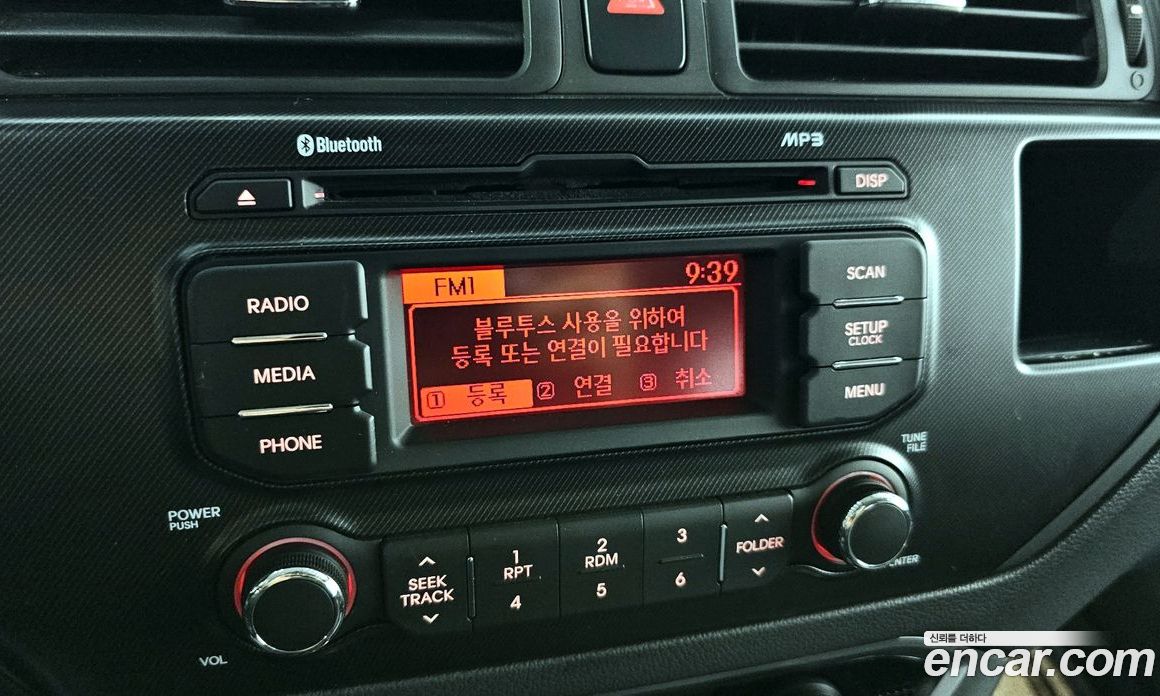 Bluetooth
MP3
DISP
RADIO
MEDIA
PHONE
FM1 9:39
블루투스 사용을 위하여
등록 또는 연결이 필요합니다
1 등록 2 연결 3 취소
SCAN
SETUP
CLOCK
MENU
TUNE
FILE
POWER
PUSH
VOL
SEEK
TRACK
1
RPT
4
2
RDM
5
3
6
FOLDER
ENTER
신뢰를 더하다
encar.com